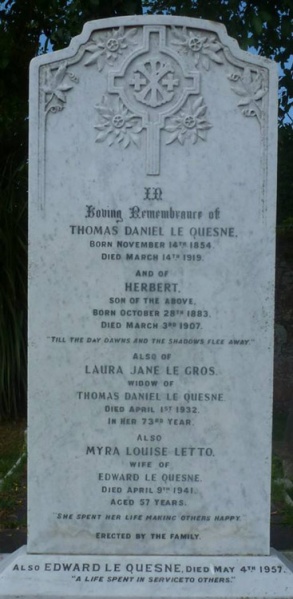 In
Loving Remembrance of
THOMAS DANIEL LE QUESNE,
BORN NOVEMBER 14TH 1854.
DIED MARCH 14TH 1919.
AND OF
HERBERT,
SON OF THE ABOVE,
BORN OCTOBER 28TH 1883.
DIED MARCH 3RD 1907.
"TILL THE DAY DAWNS AND THE SHADOWS FLEE AWAY."
ALSO OF
LAURA JANE LE GROS.
WIDOW OF
THOMAS DANIEL LE QUESNE
DIED APRIL 1ST 1932.
IN HER 73RD YEAR.
ALSO
MYRA LOUISE LETTO.
WIFE OF
EDWARD LE QUESNE.
DIED APRIL 9TH 1941.
AGED 57 YEARS.
"SHE SPENT HER LIFE MAKING OTHERS HAPPY."
ERECTED BY THE FAMILY.
ALSO EDWARD LE QUESNE, DIED MAY 4TH 1957.
"A LIFE SPENT IN SERVICETO OTHERS."